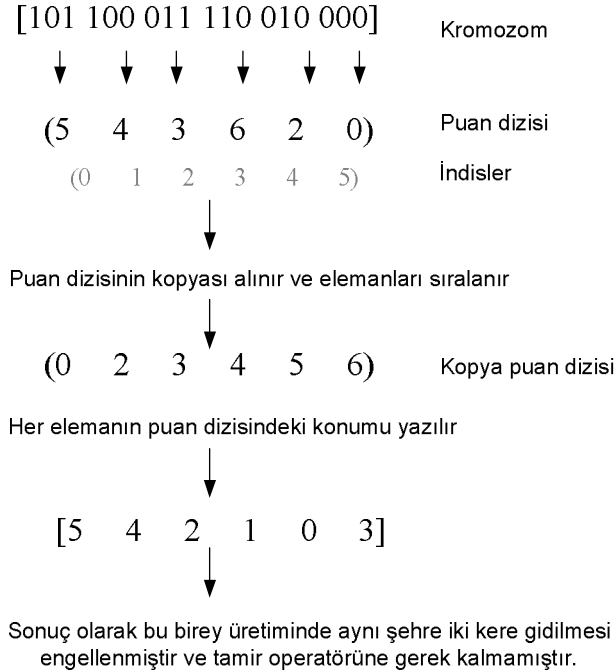 [101 100 011 110 010 000] Kromozom
(5 4 3 6 2 0) Puan dizisi
(0 1 2 3 4 5) İndisler
Puan dizisinin kopyası alınır ve elemanları sıralanır
(0 2 3 4 5 6) Kopya puan dizisi
Her elemanın puan dizisindeki konumu yazılır
[5 4 2 1 0 3]
Sonuç olarak bu birey üretiminde aynı şehre iki kere gidilmesi
engellenmiştir ve tamir operatörüne gerek kalmamıştır.